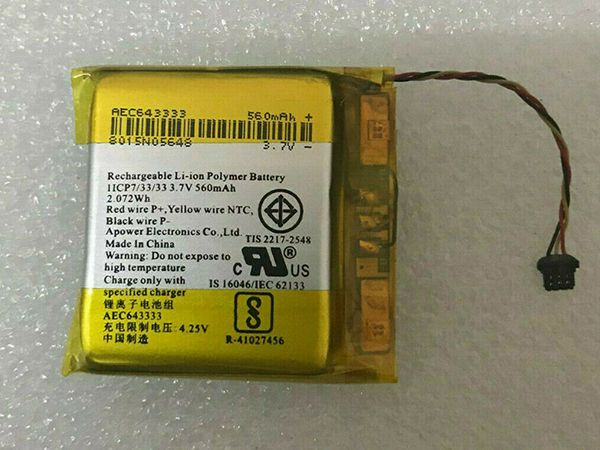 AEC643333 560mAh +
8015N05648 3.7V -
Rechargeable Li-ion Polymer Battery
1ICP7/33/33 3.7V 560mAh
2.072Wh
Red wire P+,Yellow wire NTC,
Black wire P-
Apower Electronics Co.,Ltd.
TIS 2217-2548
Made In China
Warning: Do not expose to
high temperature
C RU US
Charge only with
specified charger
IS 16046/IEC 62133
锂离子电池组
AEC643333
充电限制电压: 4.25V
中国制造
R-41027456